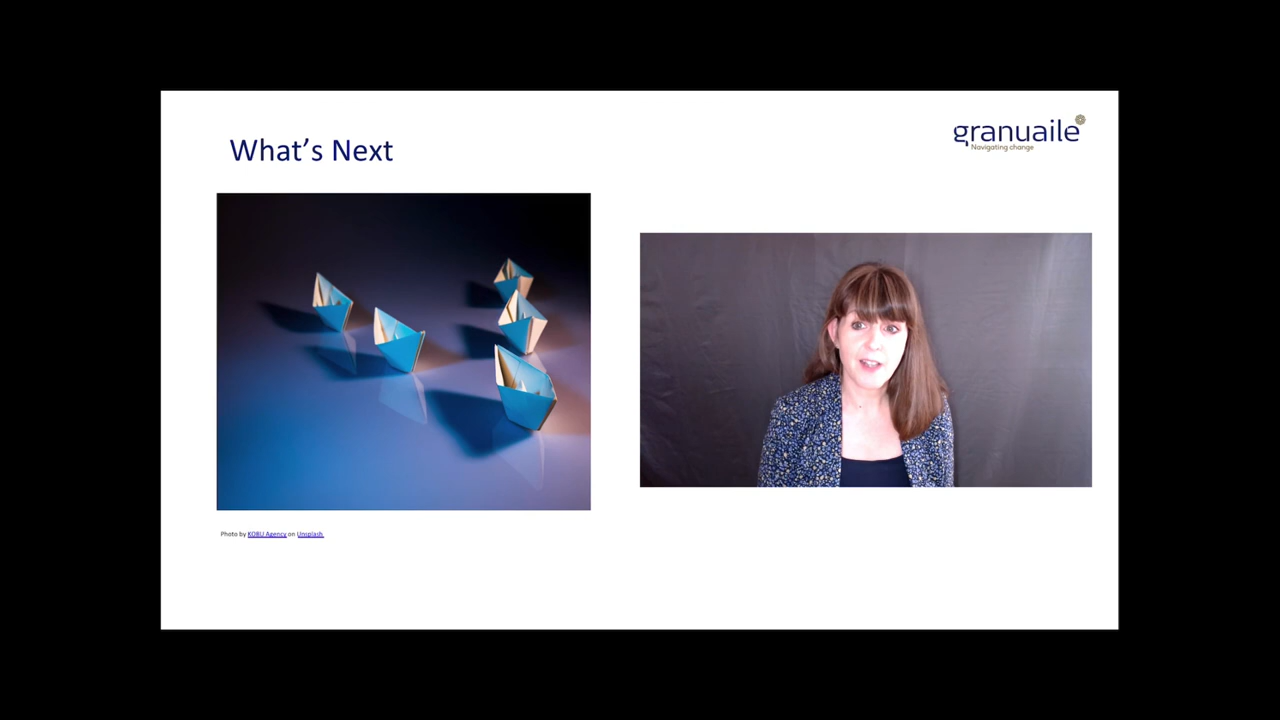 What's Next
granuaile
Navigating change
Photo by KOBU Agency on Unsplash